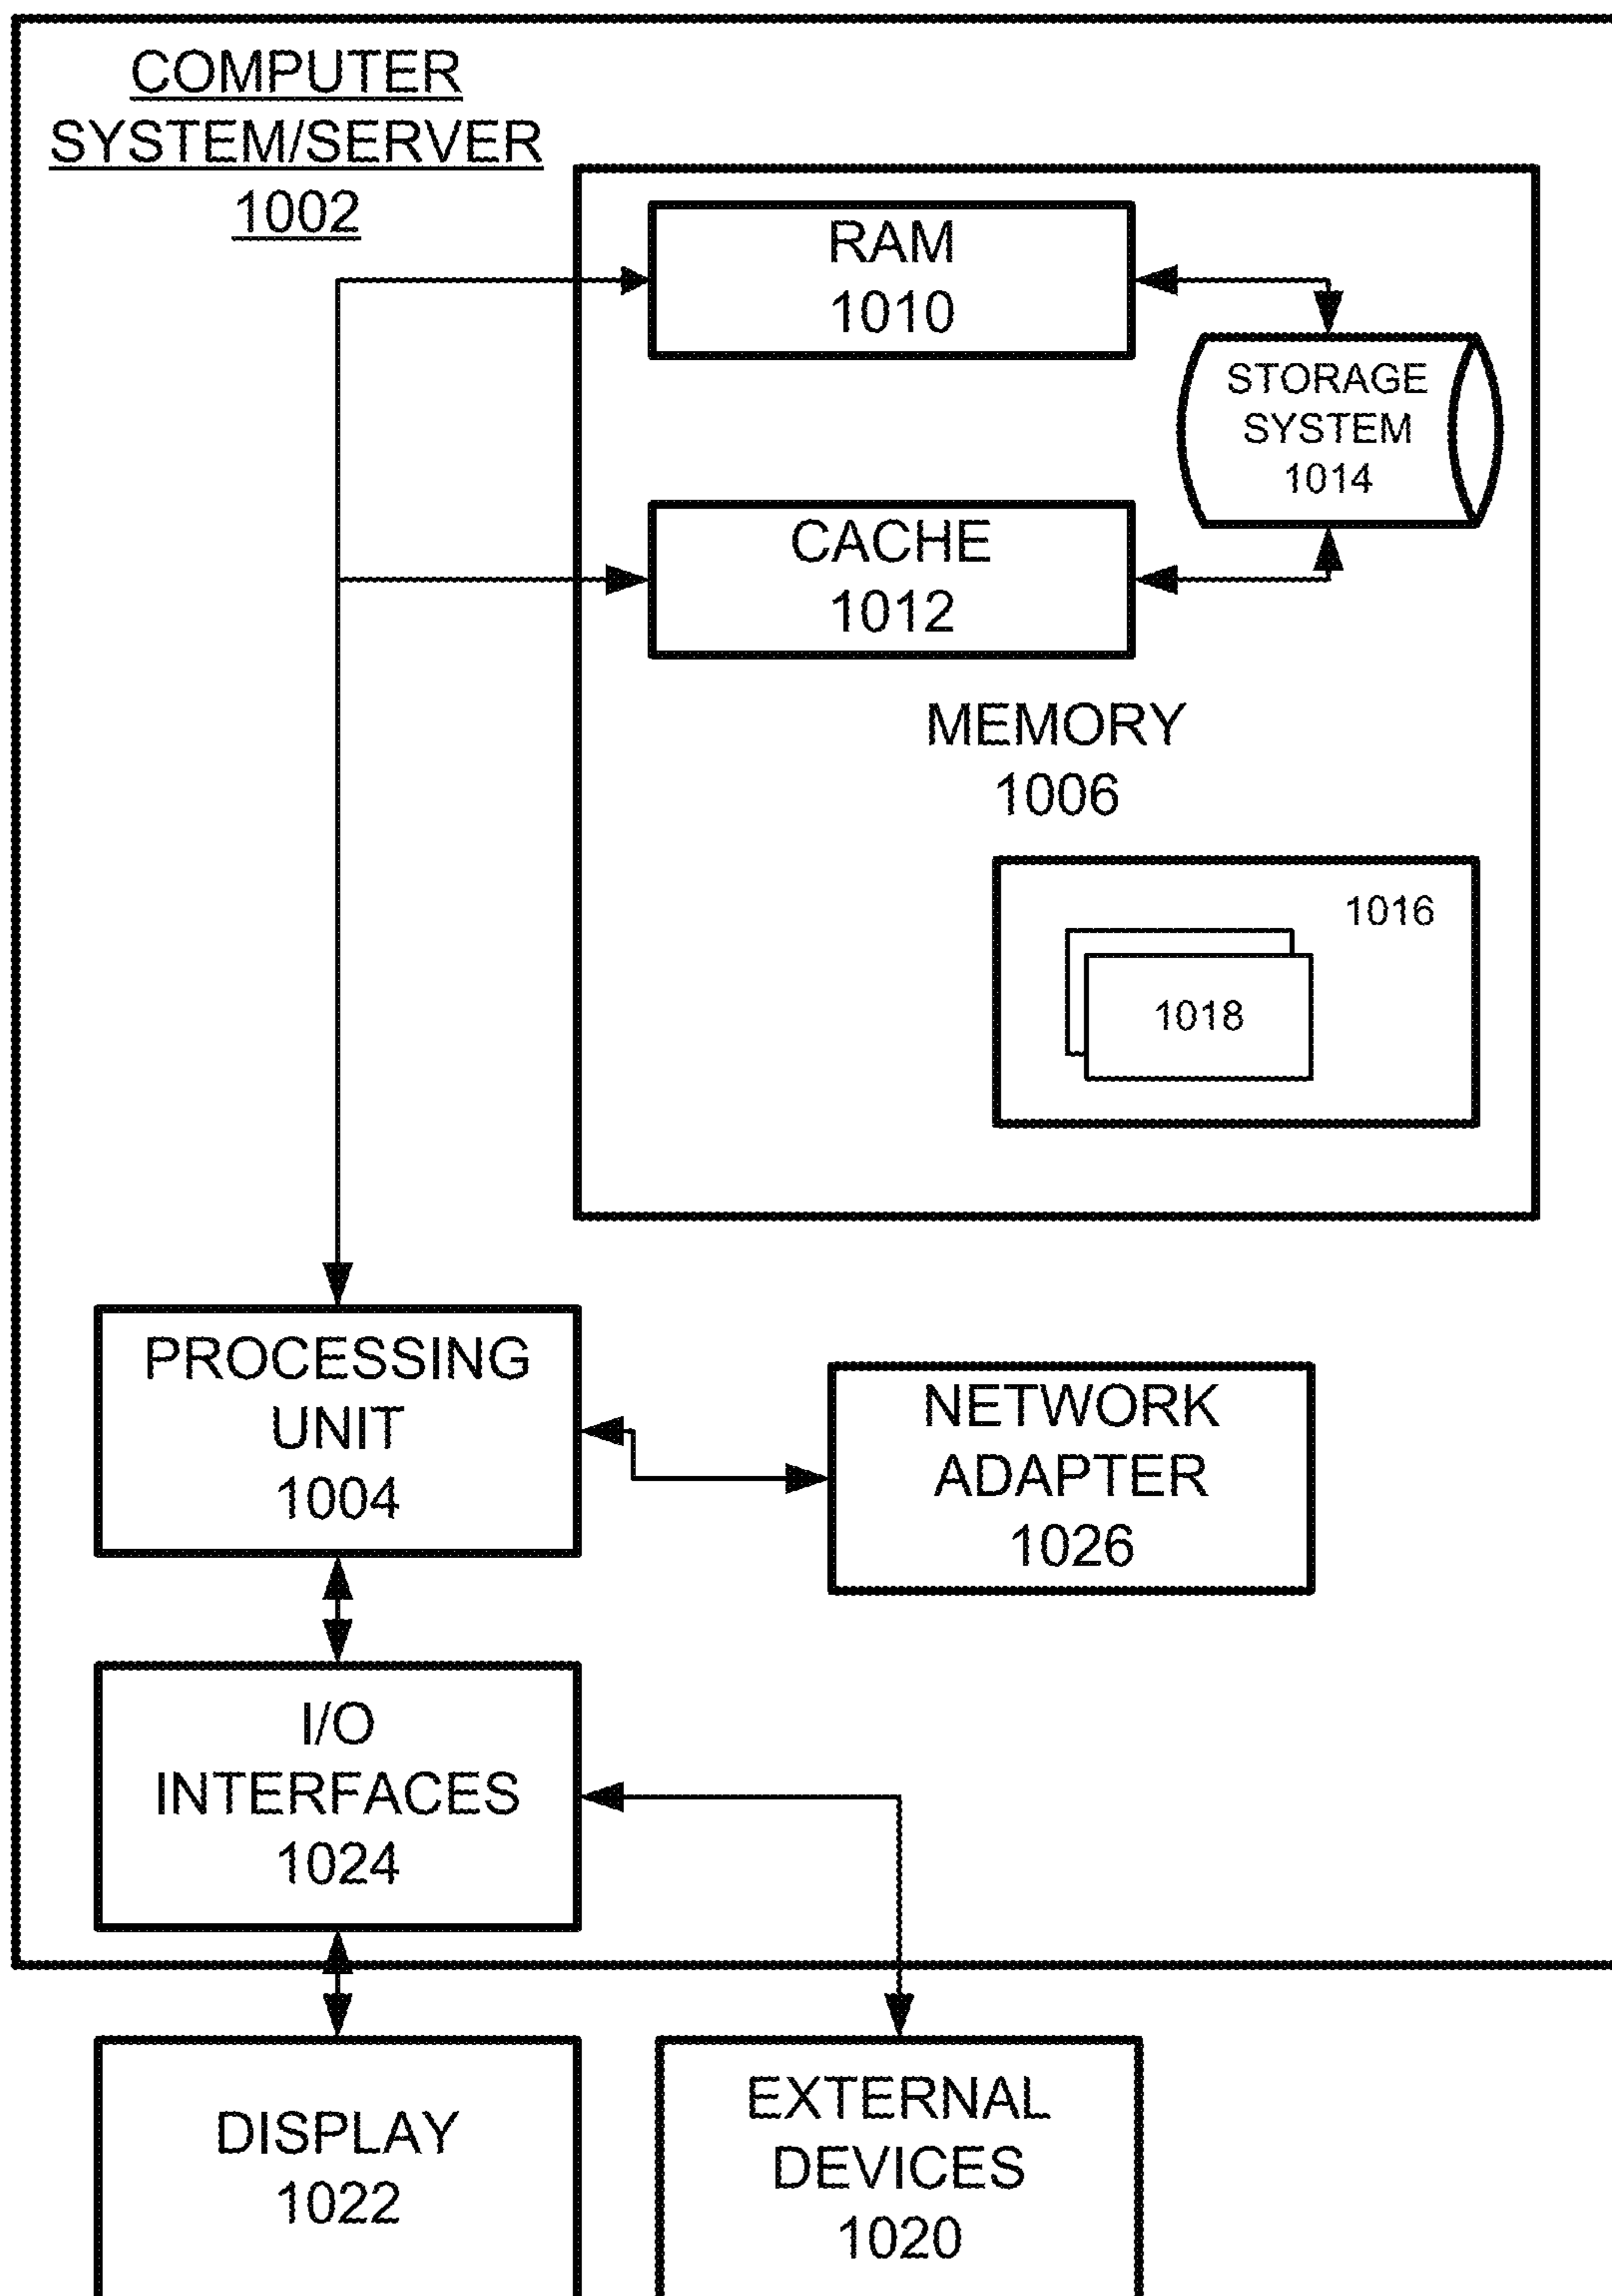 COMPUTER
SYSTEM/SERVER
1002
RAM
1010
STORAGE
SYSTEM
1014
CACHE
1012
MEMORY
1006
1016
1018
PROCESSING
UNIT
1004
NETWORK
ADAPTER
1026
I/O
INTERFACES
1024
DISPLAY
1022
EXTERNAL
DEVICES
1020